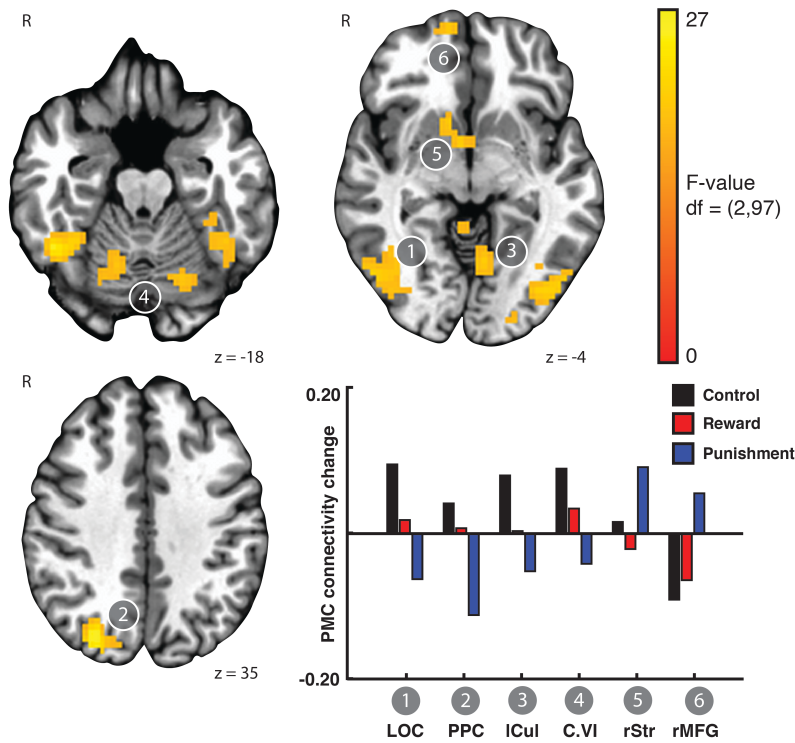 R
R
6
5
1
3
4
z = -18
z = -4
27
F-value
df = (2,97)
0
R
2
z = 35
0.20
-0.20
PMC connectivity change
Control
Reward
Punishment
1 2 3 4 5 6
LOC PPC lCul C.VI rStr rMFG